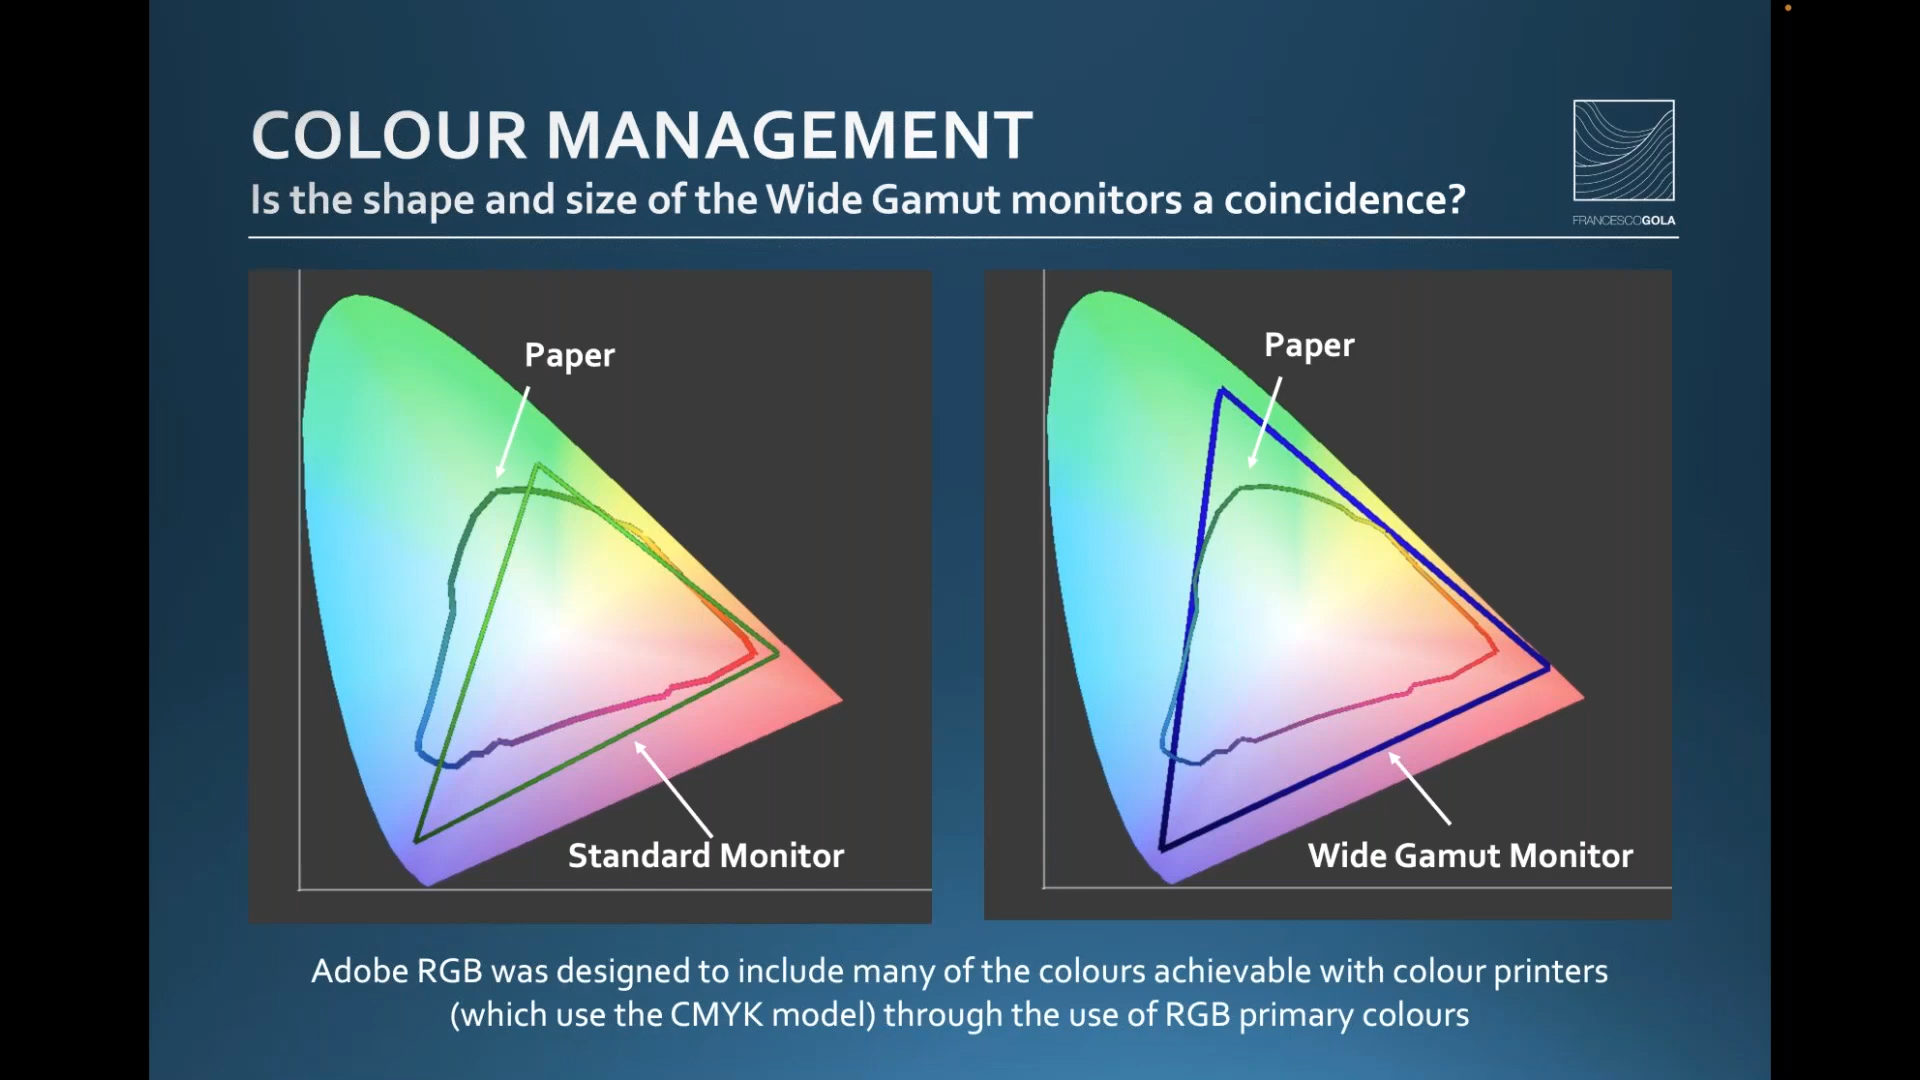 COLOUR MANAGEMENT
Is the shape and size of the Wide Gamut monitors a coincidence?
FRANCESCOGOLA
Paper
Standard Monitor
Paper
Wide Gamut Monitor
Adobe RGB was designed to include many of the colours achievable with colour printers
(which use the CMYK model) through the use of RGB primary colours